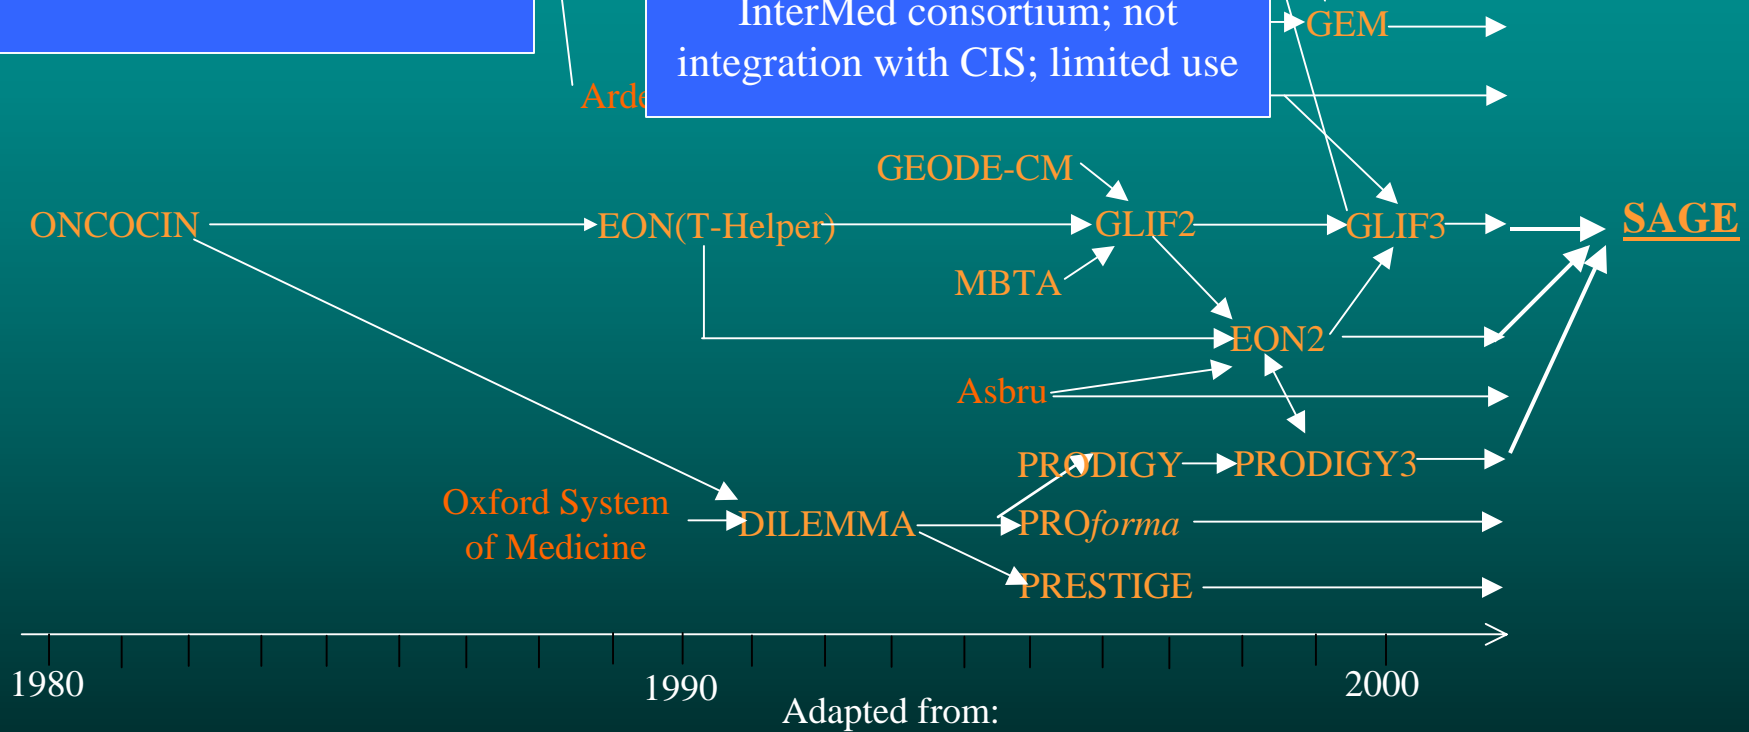 InterMed consortium; not
integration with CIS; limited use
GEM
Arde
GEODE-CM
ONCOCIN
EON(T-Helper)
GLIF2
GLIF3
SAGE
MBTA
EON2
Asbru
PRODIGY
PRODIGY3
Oxford System
of Medicine
DILEMMA
PROforma
PRESTIGE
1980
1990
2000
Adapted from: